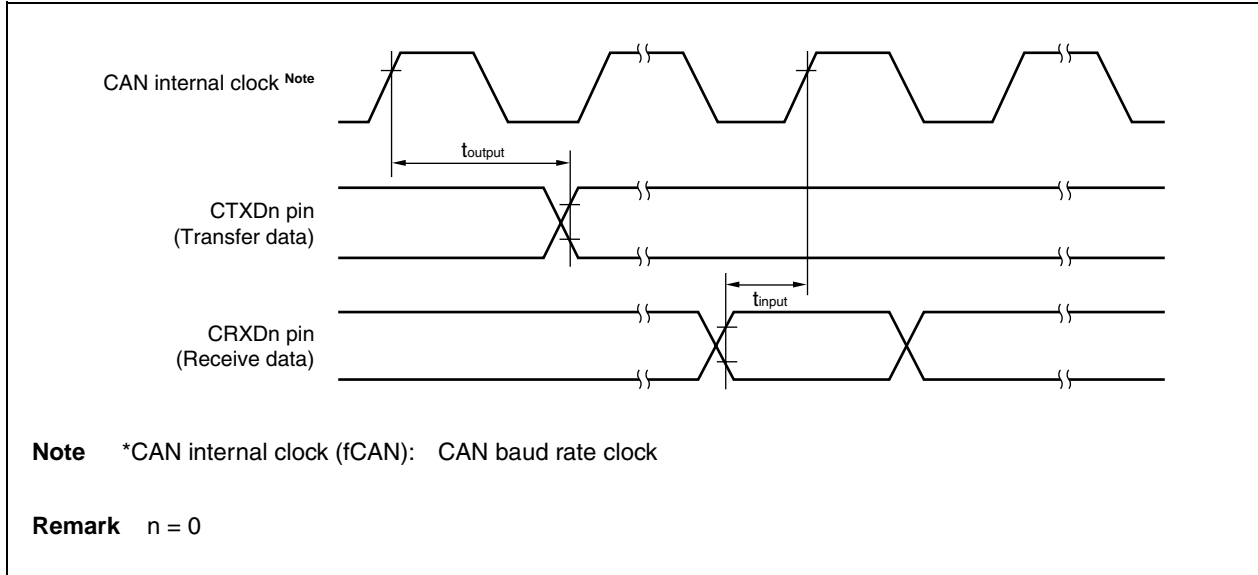 CAN internal clock Note
toutput
CTXDn pin
(Transfer data)
tinput
CRXDn pin
(Receive data)
Note *CAN internal clock (fCAN): CAN baud rate clock
Remark n = 0